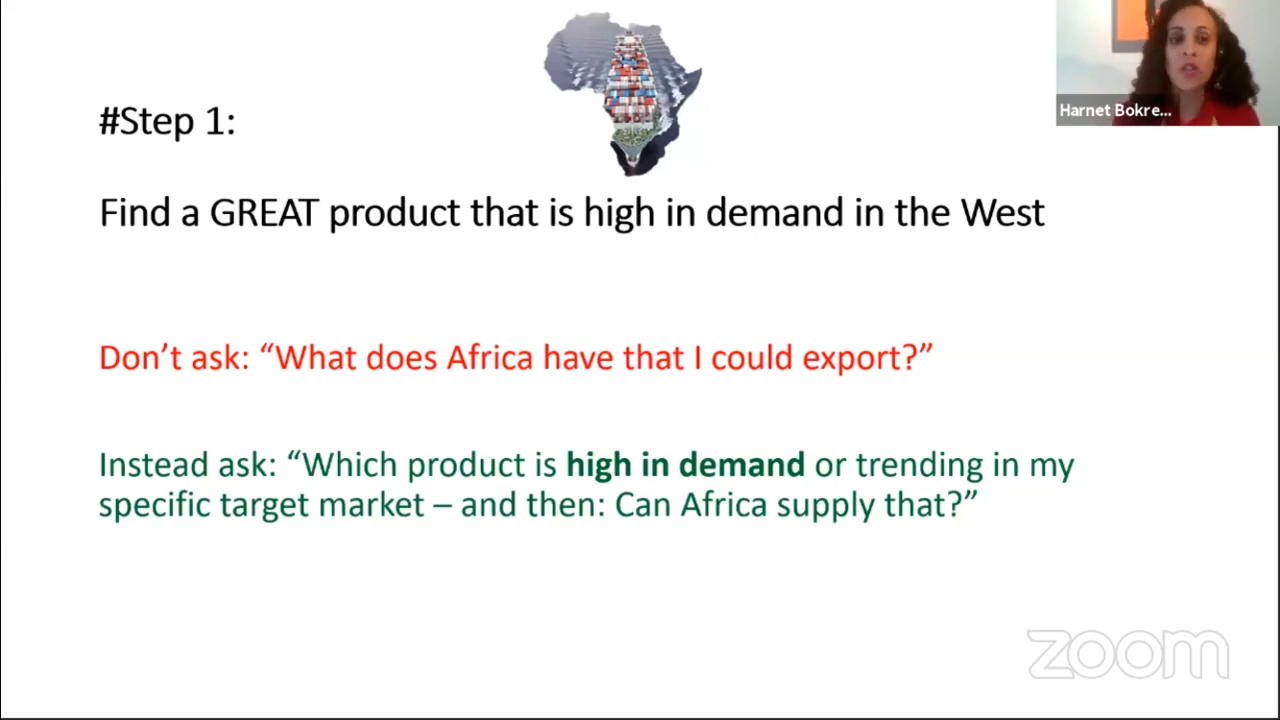 Harnet Bokre...
#Step 1:
Find a GREAT product that is high in demand in the West
Don’t ask: “What does Africa have that I could export?”
Instead ask: “Which product is high in demand or trending in my
specific target market – and then: Can Africa supply that?”
zoom